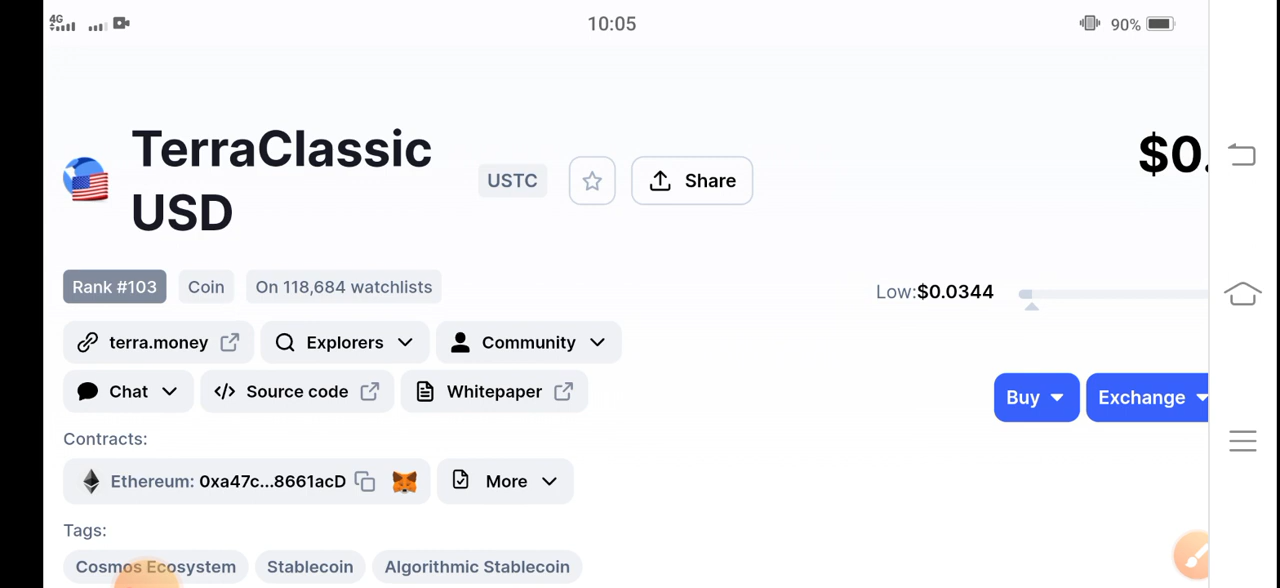 4G
10:05
90%
TerraClassic
USD
USTC
Share
$0.
Rank #103
Coin
On 118,684 watchlists
Low:$0.0344
terra.money
Explorers
Community
Chat
Source code
Whitepaper
Buy
Exchange
Contracts:
Ethereum: 0xa47c...8661acD
More
Tags:
Cosmos Ecosystem
Stablecoin
Algorithmic Stablecoin